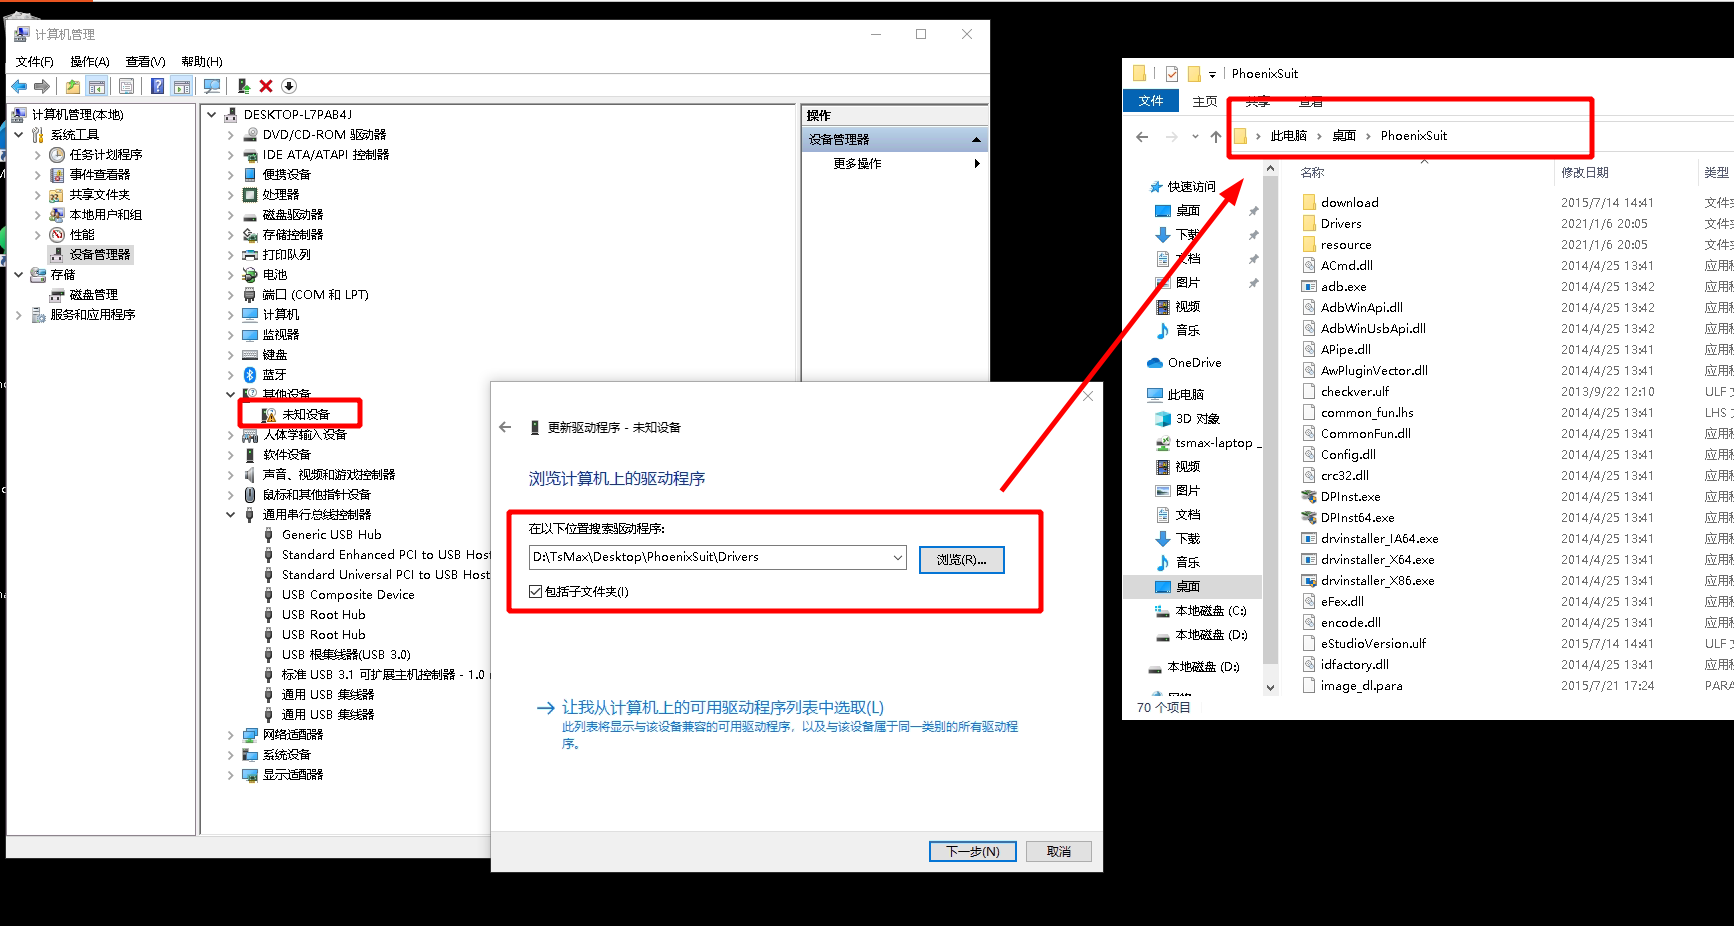 计算机管理
文件(F) 操作(A) 查看(V) 帮助(H)
计算机管理(本地)
系统工具
任务计划程序
事件查看器
共享文件夹
本地用户和组
性能
设备管理器
存储
磁盘管理
服务和应用程序
DESKTOP-L7PAB4J
DVD/CD-ROM 驱动器
IDE ATA/ATAPI 控制器
便携设备
处理器
磁盘驱动器
存储控制器
打印队列
电池
端口 (COM 和 LPT)
计算机
监视器
键盘
蓝牙
其他设备
未知设备
人体学输入设备
软件设备
声音、视频和游戏控制器
鼠标和其他指针设备
通用串行总线控制器
Generic USB Hub
Standard Enhanced PCI to USB Host
Standard Universal PCI to USB Host
USB Composite Device
USB Root Hub
USB Root Hub
USB 根集线器(USB 3.0)
标准 USB 3.1 可扩展主机控制器 - 1.0
通用 USB 集线器
通用 USB 集线器
网络适配器
系统设备
显示适配器
操作
设备管理器
更多操作
更新驱动程序 - 未知设备
浏览计算机上的驱动程序
在以下位置搜索驱动程序:
D:\TsMax\Desktop\PhoenixSuit\Drivers
浏览(R)...
包括子文件夹(I)
让我从计算机上的可用驱动程序列表中选取(L)
此列表将显示与该设备兼容的可用驱动程序，以及与该设备属于同一类别的所有驱动程
序。
下一步(N) 取消
PhoenixSuit
文件 主页 共享 查看
此电脑 桌面 PhoenixSuit
快速访问
桌面
下载
文档
图片
视频
音乐
OneDrive
此电脑
3D 对象
tsmax-laptop _
视频
图片
文档
下载
音乐
桌面
本地磁盘 (C:)
本地磁盘 (D:)
本地磁盘 (D:)
网络
70 个项目
名称 修改日期 类型
download 2015/7/14 14:41 文件
Drivers 2021/1/6 20:05 文件
resource 2021/1/6 20:05 文件
ACmd.dll 2014/4/25 13:41 应用
adb.exe 2014/4/25 13:42 应用
AdbWinApi.dll 2014/4/25 13:42 应用
AdbWinUsbApi.dll 2014/4/25 13:42 应用
APipe.dll 2014/4/25 13:41 应用
AwPluginVector.dll 2014/4/25 13:41 应用
checkver.ulf 2013/9/22 12:10 ULF
common_fun.lhs 2014/4/25 13:41 LHS
CommonFun.dll 2014/4/25 13:41 应用
Config.dll 2014/4/25 13:41 应用
crc32.dll 2014/4/25 13:41 应用
DPInst.exe 2014/4/25 13:41 应用
DPInst64.exe 2014/4/25 13:41 应用
drvinstaller_IA64.exe 2014/4/25 13:41 应用
drvinstaller_X64.exe 2014/4/25 13:41 应用
drvinstaller_X86.exe 2014/4/25 13:41 应用
eFex.dll 2014/4/25 13:41 应用
encode.dll 2014/4/25 13:41 应用
eStudioVersion.ulf 2015/7/14 14:41 ULF
idfactory.dll 2014/4/25 13:41 应用
image_dl.para 2015/7/21 17:24 PARA